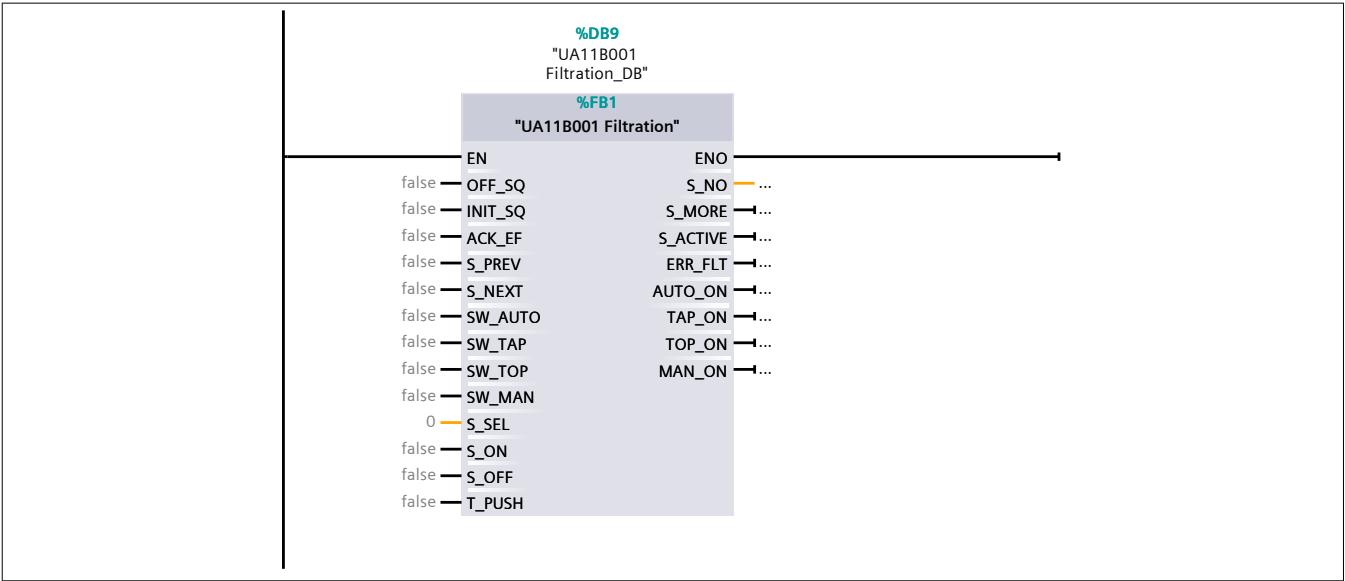 %DB9
"UA11B001
Filtration_DB"
%FB1
"UA11B001 Filtration"
EN ENO
false OFF_SQ S_NO ...
false INIT_SQ S_MORE ...
false ACK_EF S_ACTIVE ...
false S_PREV ERR_FLT ...
false S_NEXT AUTO_ON ...
false SW_AUTO TAP_ON ...
false SW_TAP TOP_ON ...
false SW_TOP MAN_ON ...
false SW_MAN
0 S_SEL
false S_ON
false S_OFF
false T_PUSH